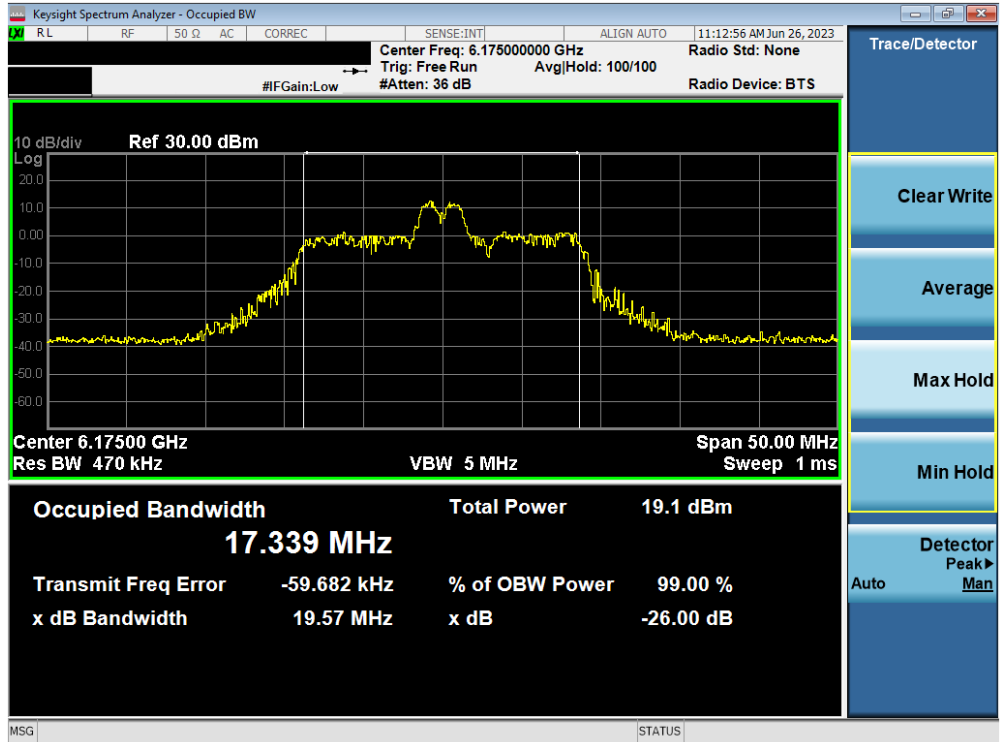 Keysight Spectrum Analyzer - Occupied BW
LXI RL RF 50 Ω AC CORREC SENSE:INT ALIGN AUTO 11:12:56 AM Jun 26, 2023
Center Freq: 6.175000000 GHz Radio Std: None
Trig: Free Run Avg|Hold: 100/100
#IFGain:Low #Atten: 36 dB Radio Device: BTS
10 dB/div Ref 30.00 dBm
Log
20.0
10.0
0.00
-10.0
-20.0
-30.0
-40.0
-50.0
-60.0
Center 6.17500 GHz Span 50.00 MHz
Res BW 470 kHz VBW 5 MHz Sweep 1 ms
Occupied Bandwidth Total Power 19.1 dBm
17.339 MHz
Transmit Freq Error -59.682 kHz % of OBW Power 99.00 %
x dB Bandwidth 19.57 MHz x dB -26.00 dB
MSG STATUS
Trace/Detector
Clear Write
Average
Max Hold
Min Hold
Detector
Peak▶
Auto Man